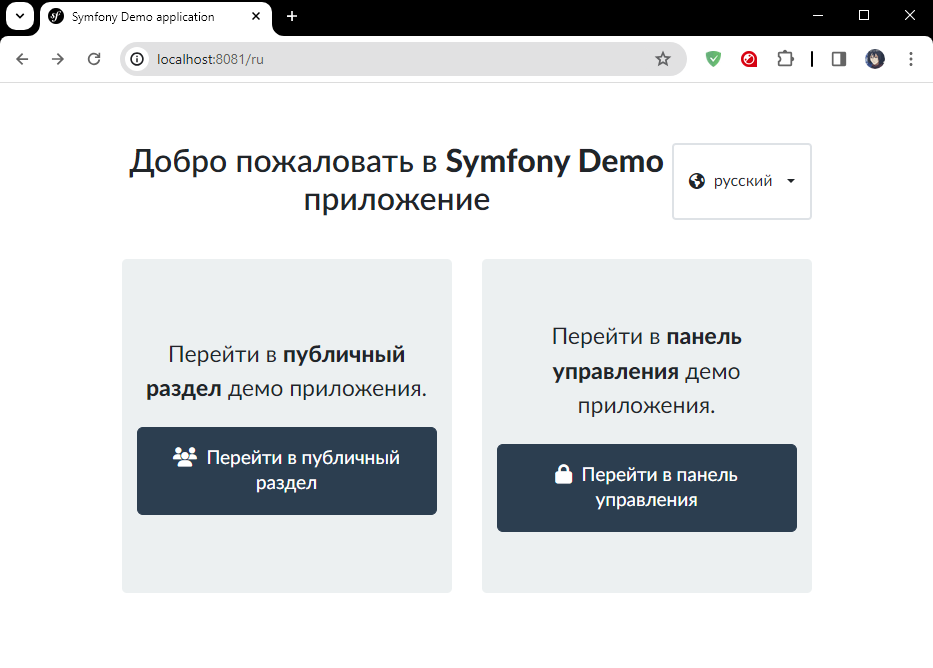 Symfony Demo application
localhost:8081/ru
Добро пожаловать в Symfony Demo
приложение
русский
Перейти в публичный
раздел демо приложения.
Перейти в публичный
раздел
Перейти в панель
управления демо
приложения.
Перейти в панель
управления